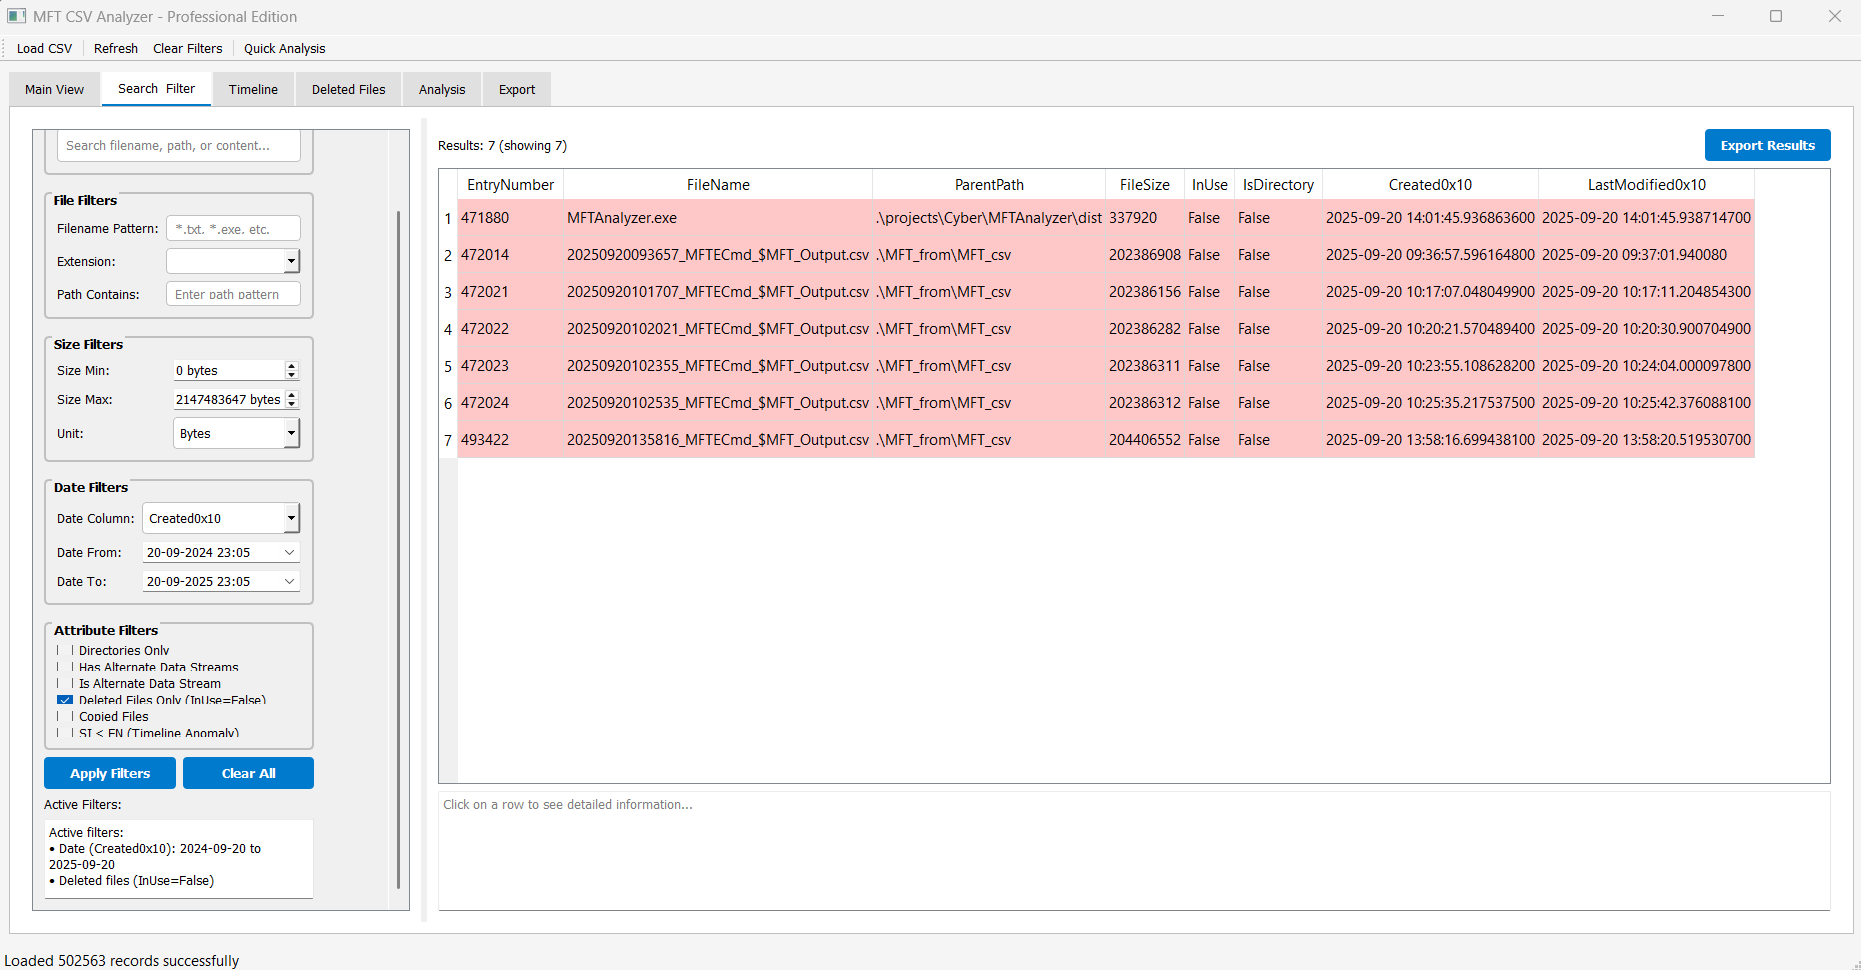 MFT CSV Analyzer - Professional Edition
Load CSV Refresh Clear Filters Quick Analysis
Main View Search Filter Timeline Deleted Files Analysis Export
Search filename, path, or content...
File Filters
Filename Pattern: *.txt, *.exe, etc.
Extension:
Path Contains: Enter path pattern
Size Filters
Size Min: 0 bytes
Size Max: 2147483647 bytes
Unit: Bytes
Date Filters
Date Column: Created0x10
Date From: 20-09-2024 23:05
Date To: 20-09-2025 23:05
Attribute Filters
Directories Only
Has Alternate Data Streams
Is Alternate Data Stream
Deleted Files Only (InUse=False)
Copied Files
SI < FN (Timeline Anomaly)
Apply Filters Clear All
Active Filters:
Active filters:
• Date (Created0x10): 2024-09-20 to
2025-09-20
• Deleted files (InUse=False)
Results: 7 (showing 7) Export Results
EntryNumber FileName ParentPath FileSize InUse IsDirectory Created0x10 LastModified0x10
1 471880 MFTAnalyzer.exe .\projects\Cyber\MFTAnalyzer\dist 337920 False False 2025-09-20 14:01:45.936863600 2025-09-20 14:01:45.938714700
2 472014 20250920093657_MFTECmd_$MFT_Output.csv .\MFT_from\MFT_csv 202386908 False False 2025-09-20 09:36:57.596164800 2025-09-20 09:37:01.940080
3 472021 20250920101707_MFTECmd_$MFT_Output.csv .\MFT_from\MFT_csv 202386156 False False 2025-09-20 10:17:07.048049900 2025-09-20 10:17:11.204854300
4 472022 20250920102021_MFTECmd_$MFT_Output.csv .\MFT_from\MFT_csv 202386282 False False 2025-09-20 10:20:21.570489400 2025-09-20 10:20:30.900704900
5 472023 20250920102355_MFTECmd_$MFT_Output.csv .\MFT_from\MFT_csv 202386311 False False 2025-09-20 10:23:55.108628200 2025-09-20 10:24:04.000097800
6 472024 20250920102535_MFTECmd_$MFT_Output.csv .\MFT_from\MFT_csv 202386312 False False 2025-09-20 10:25:35.217537500 2025-09-20 10:25:42.376088100
7 493422 20250920135816_MFTECmd_$MFT_Output.csv .\MFT_from\MFT_csv 204406552 False False 2025-09-20 13:58:16.699438100 2025-09-20 13:58:20.519530700
Click on a row to see detailed information...
Loaded 502563 records successfully